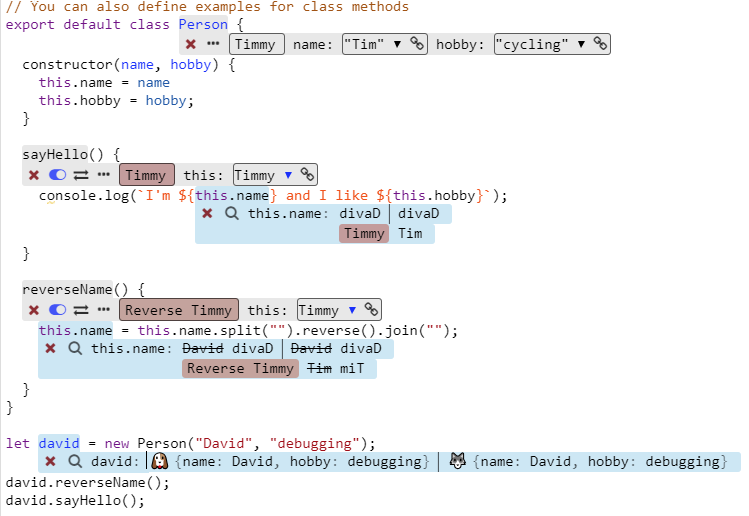 // You can also define examples for class methods
export default class Person {
Timmy name: "Tim" ▼ hobby: "cycling" ▼
constructor(name, hobby) {
this.name = name
this.hobby = hobby;
}
sayHello() {
Timmy this: Timmy ▼
console.log(`I'm ${this.name} and I like ${this.hobby}`);
this.name: divaD | divaD
Timmy Tim
}
reverseName() {
Reverse Timmy this: Timmy ▼
this.name = this.name.split("").reverse().join("");
this.name: David divaD | David divaD
Reverse Timmy Tim miT
}
}
let david = new Person("David", "debugging");
david: {name: David, hobby: debugging} | {name: David, hobby: debugging}
david.reverseName();
david.sayHello();